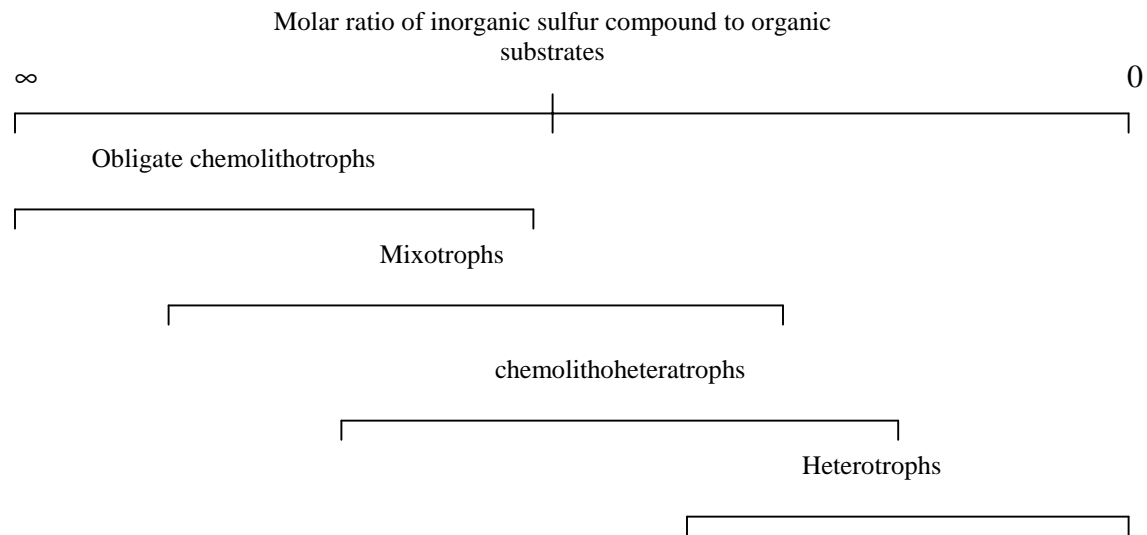 Molar ratio of inorganic sulfur compound to organic
substrates
∞
0
Obligate chemolithotrophs
Mixotrophs
chemolithoheteratrophs
Heterotrophs